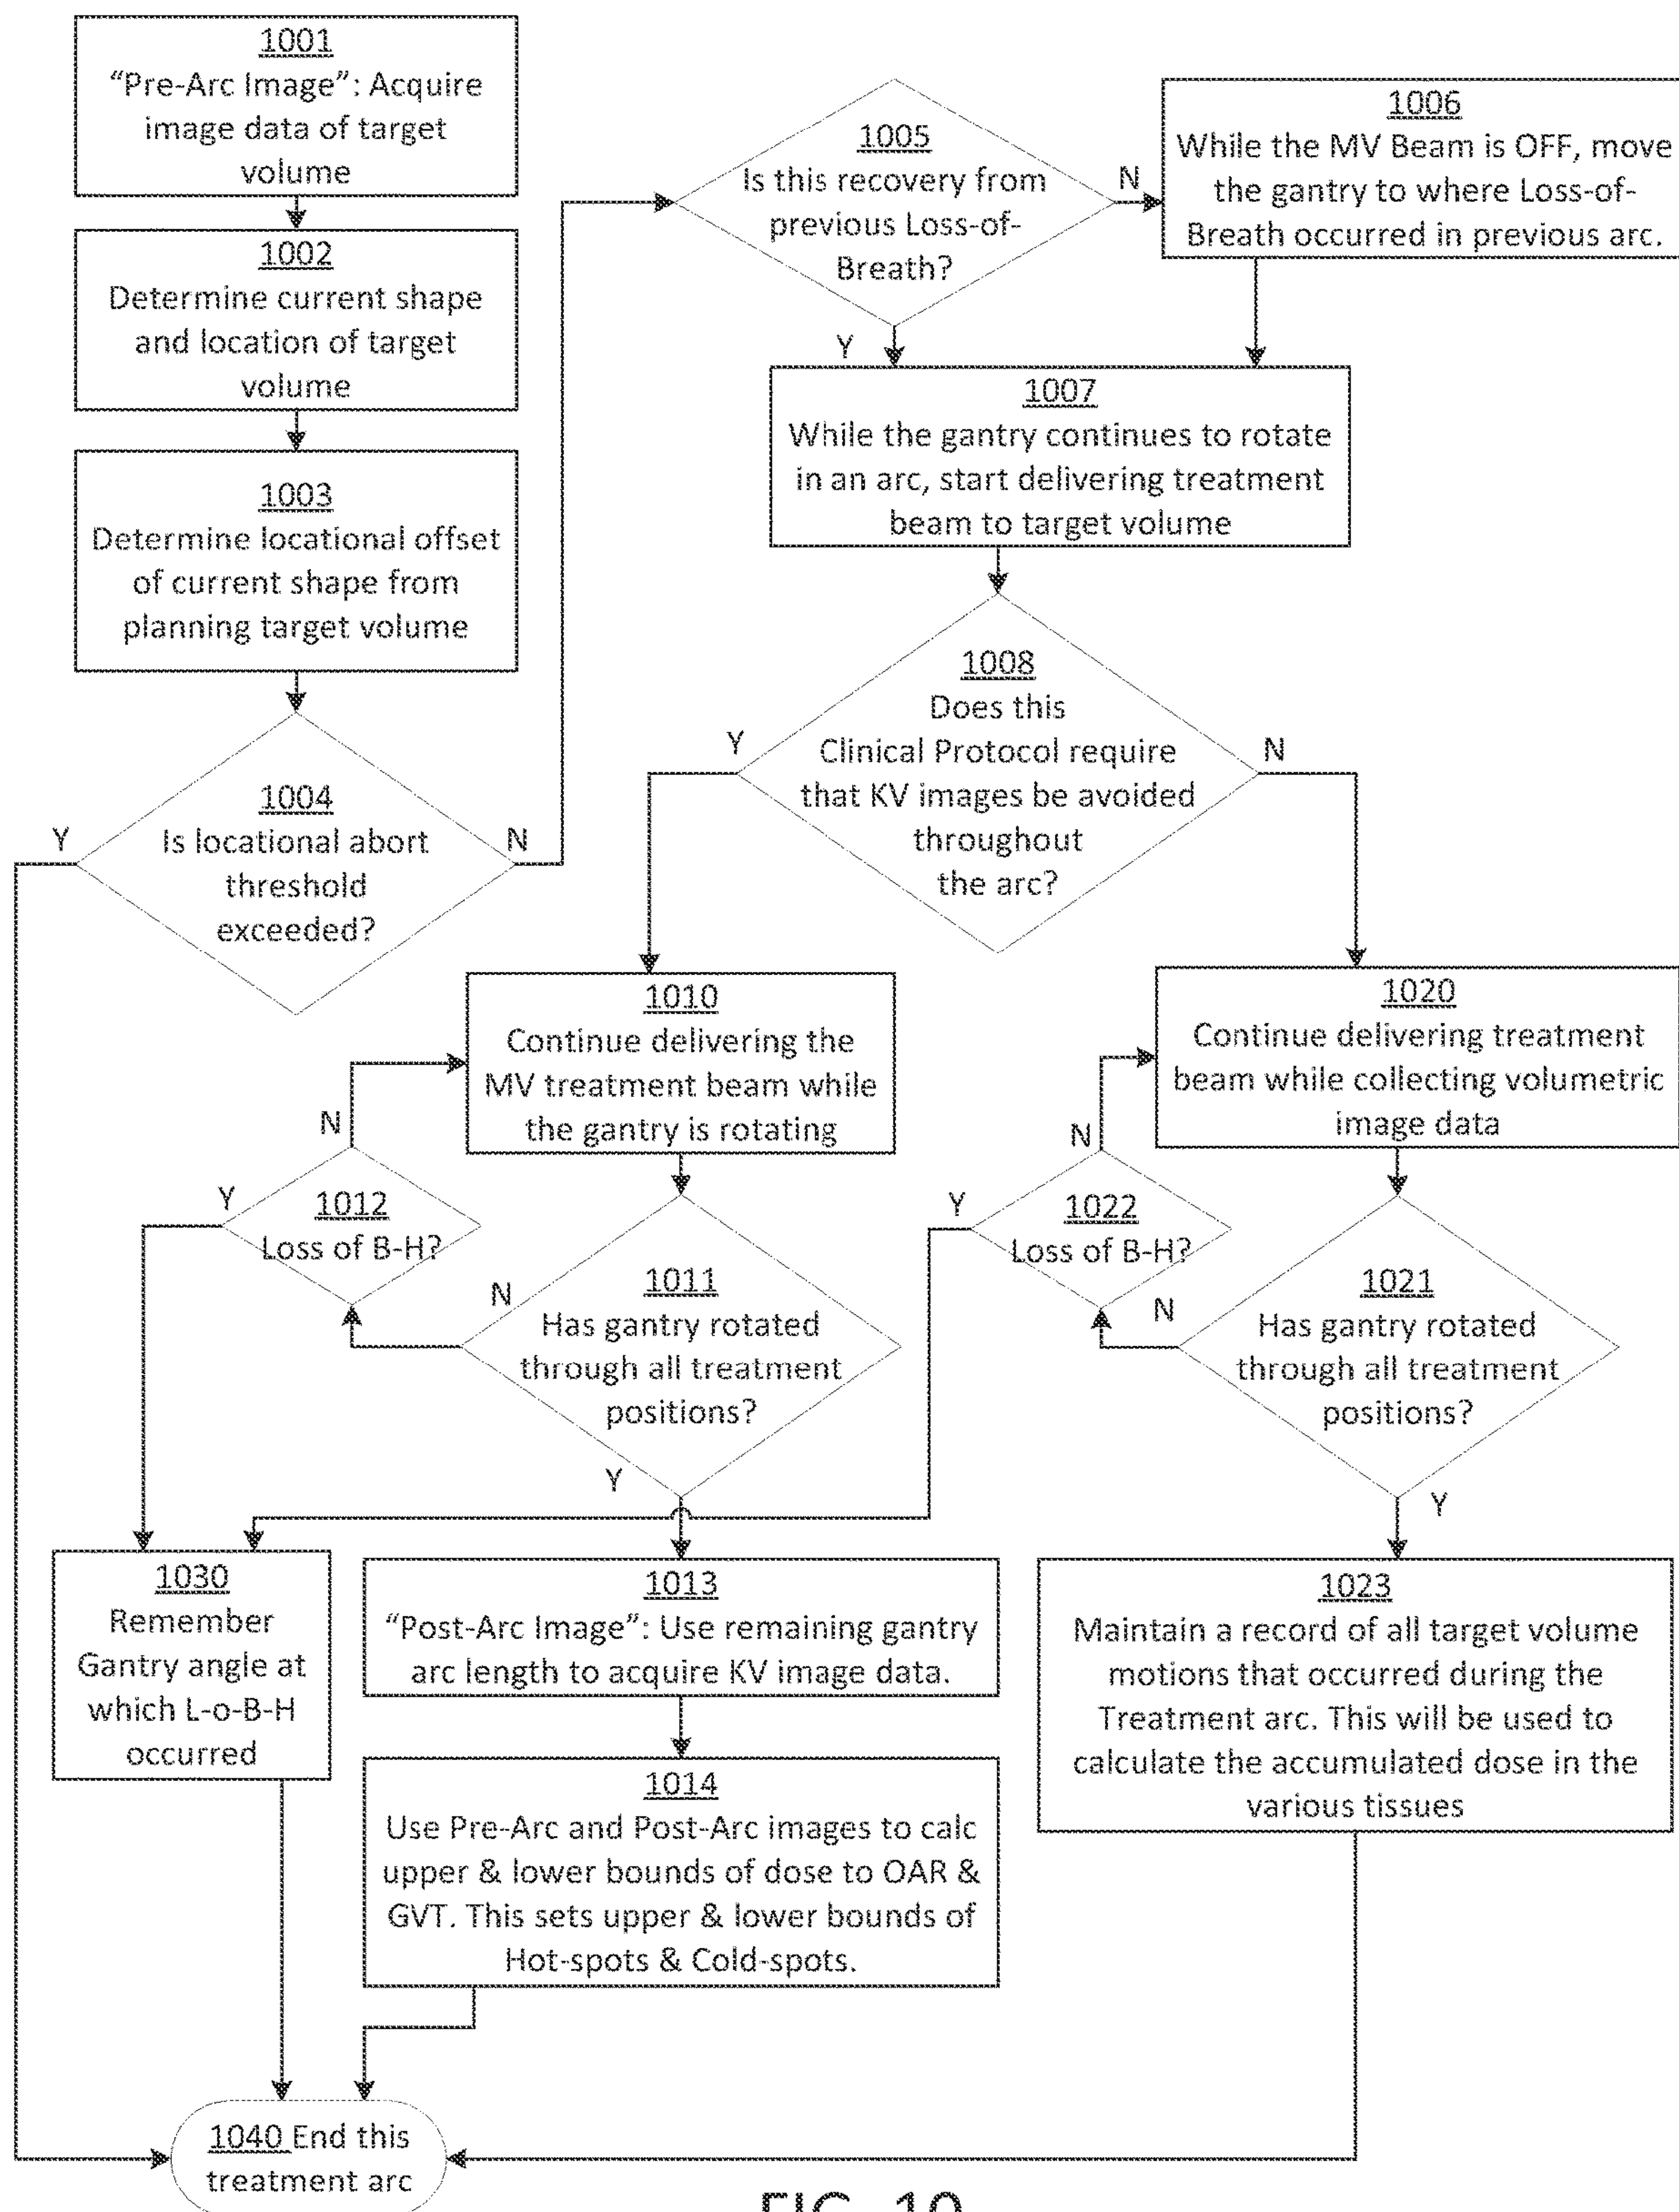 1001
“Pre-Arc Image”: Acquire
image data of target
volume
1002
Determine current shape
and location of target
volume
1003
Determine locational offset
of current shape from
planning target volume
1004
Is locational abort
threshold
exceeded?
Y
N
1005
Is this recovery from
previous Loss-of-
Breath?
N
Y
1006
While the MV Beam is OFF, move
the gantry to where Loss-of-
Breath occurred in previous arc.
1007
While the gantry continues to rotate
in an arc, start delivering treatment
beam to target volume
1008
Does this
Clinical Protocol require
that KV images be avoided
throughout
the arc?
Y
N
1010
Continue delivering the
MV treatment beam while
the gantry is rotating
N
Y
1012
Loss of B-H?
N
1011
Has gantry rotated
through all treatment
positions?
Y
1020
Continue delivering treatment
beam while collecting volumetric
image data
N
Y
1022
Loss of B-H?
N
1021
Has gantry rotated
through all treatment
positions?
Y
1030
Remember
Gantry angle at
which L-o-B-H
occurred
1013
“Post-Arc Image”: Use remaining gantry
arc length to acquire KV image data.
1014
Use Pre-Arc and Post-Arc images to calc
upper & lower bounds of dose to OAR &
GVT. This sets upper & lower bounds of
Hot-spots & Cold-spots.
1023
Maintain a record of all target volume
motions that occurred during the
Treatment arc. This will be used to
calculate the accumulated dose in the
various tissues
1040 End this
treatment arc
FIG. 10